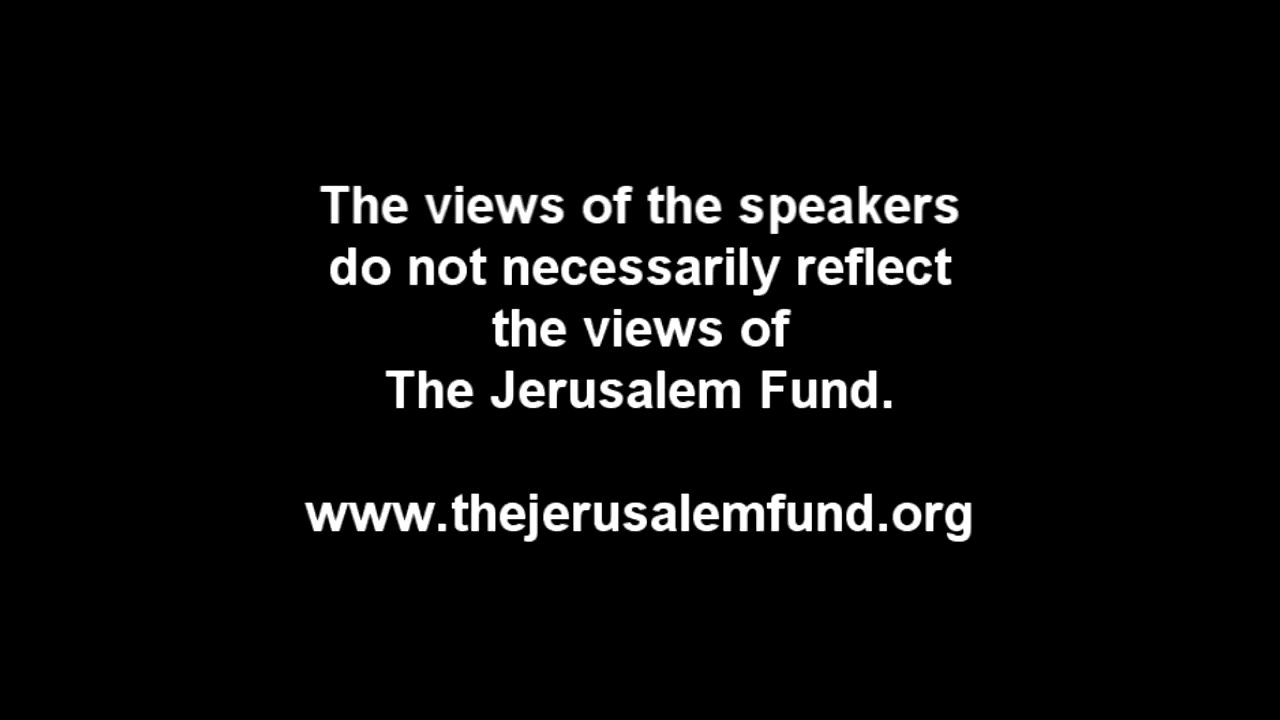 The views of the speakers
do not necessarily reflect
the views of
The Jerusalem Fund.
www.thejerusalemfund.org